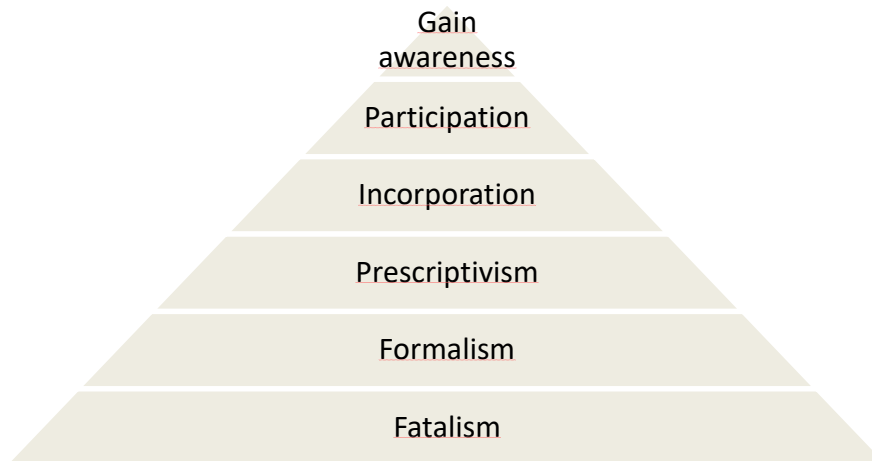 Gain
awareness
Participation
Incorporation
Prescriptivism
Formalism
Fatalism